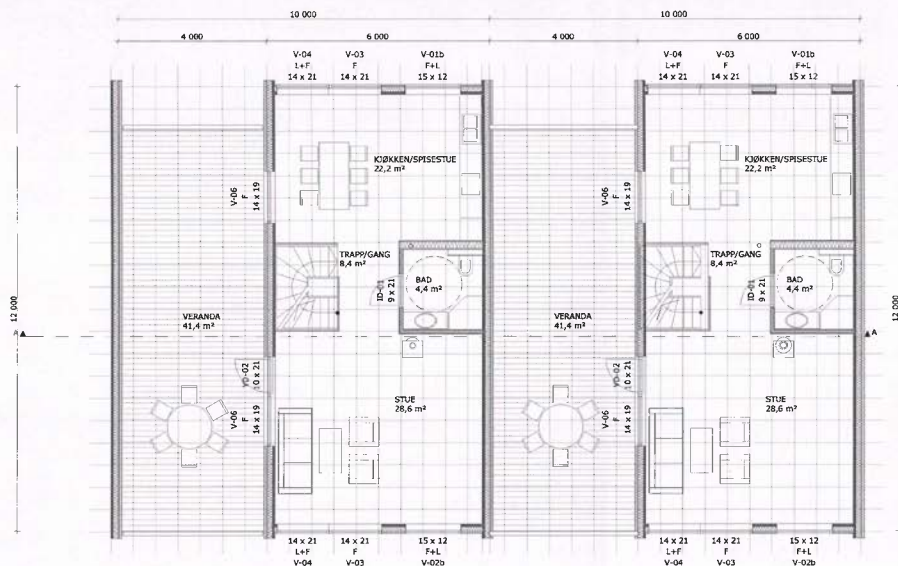 10 000 10 000
4 000 6 000 4 000 6 000
V-04 V-03 V-01b V-04 V-03 V-01b
L+F F F+L L+F F F+L
14 x 21 14 x 21 15 x 12 14 x 21 14 x 21 15 x 12
KJØKKEN/SPISESTUE
22,2 m²
KJØKKEN/SPISESTUE
22,2 m²
V-06
F
14 x 19
V-06
F
14 x 19
TRAPP/GANG
8,4 m²
TRAPP/GANG
8,4 m²
BAD
4,4 m²
BAD
4,4 m²
ID-01
9 x 21
ID-01
9 x 21
12 000
12 000
VERANDA
41,4 m²
VERANDA
41,4 m²
A
A
YD-02
10 x 21
YD-02
10 x 21
STUE
28,6 m²
STUE
28,6 m²
V-06
F
14 x 19
V-06
F
14 x 19
14 x 21 14 x 21 15 x 12 14 x 21 14 x 21 15 x 12
L+F F F+L L+F F F+L
V-04 V-03 V-02b V-04 V-03 V-02b